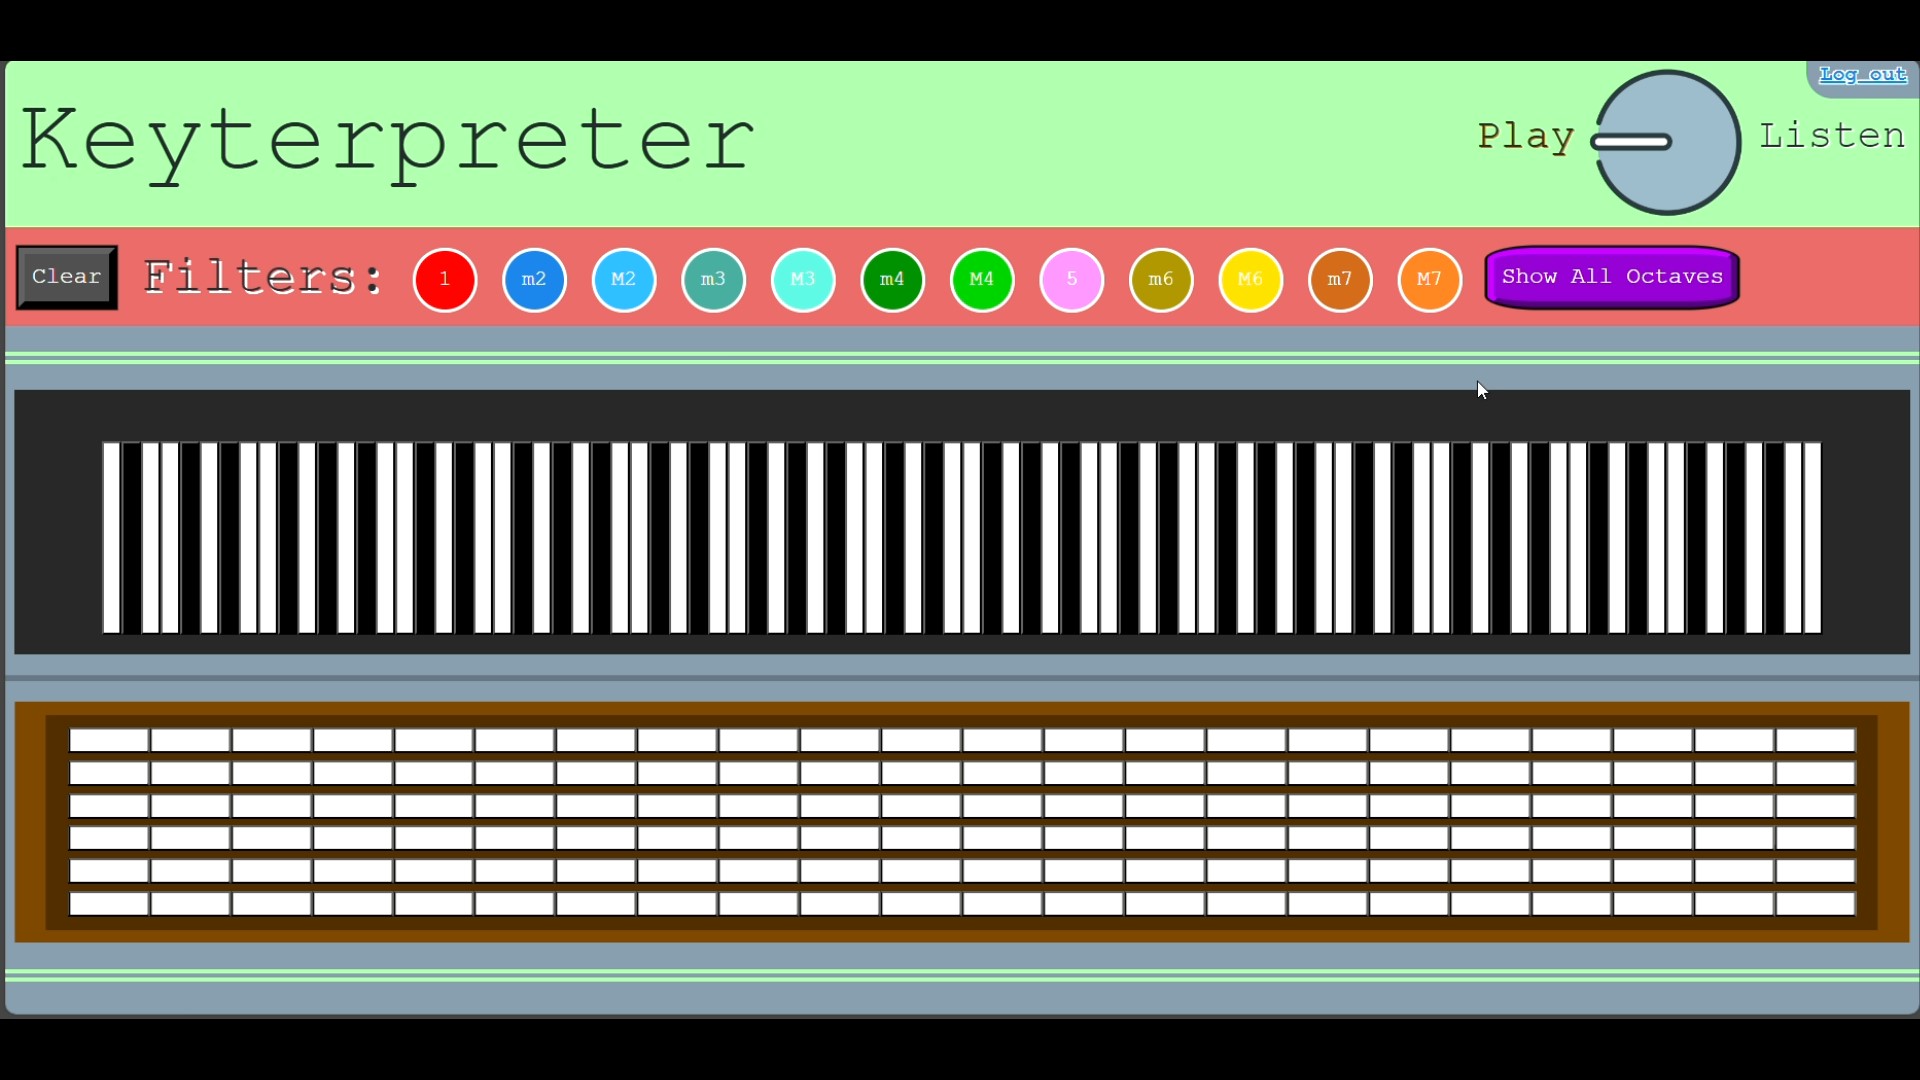 Log out
Keyterpreter
Play
Listen
Clear
Filters:
1
m2
M2
m3
M3
m4
M4
5
m6
M6
m7
M7
Show All Octaves